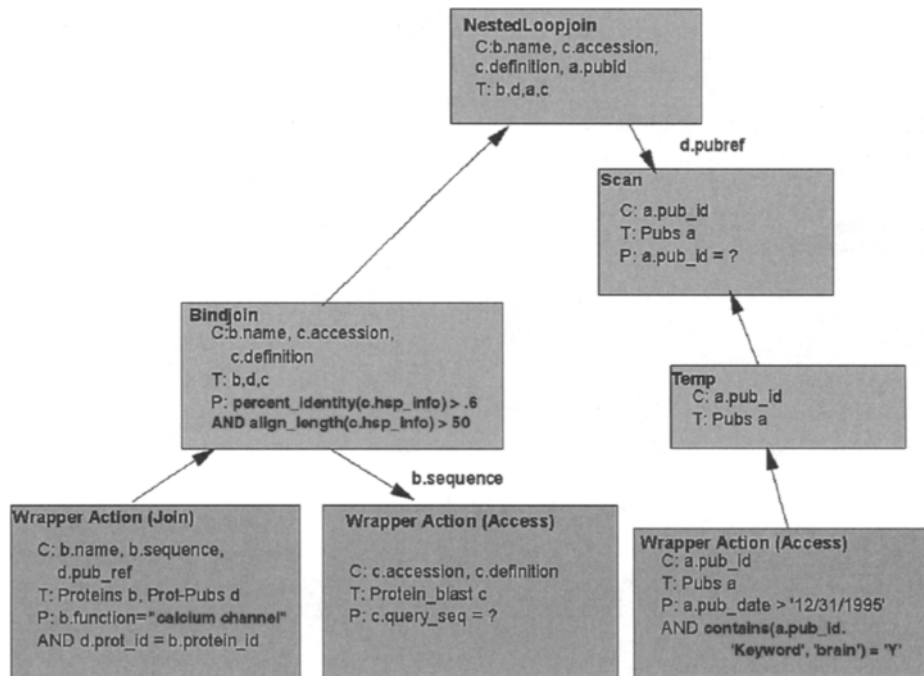 NestedLoopjoin
C:b.name, c.accession,
c.definition, a.pubid
T: b,d,a,c
d.pubref
Scan
C: a.pub_id
T: Pubs a
P: a.pub_id = ?
Bindjoin
C:b.name, c.accession,
c.definition
T: b,d,c
P: percent_identity(c.hsp_info) > .6
AND align_length(c.hsp_info) > 50
Temp
C: a.pub_id
T: Pubs a
b.sequence
Wrapper Action (Join)
C: b.name, b.sequence,
d.pub_ref
T: Proteins b, Prot-Pubs d
P: b.function="calcium channel"
AND d.prot_id = b.protein_id
Wrapper Action (Access)
C: c.accession, c.definition
T: Protein_blast c
P: c.query_seq = ?
Wrapper Action (Access)
C: a.pub_id
T: Pubs a
P: a.pub_date > '12/31/1995'
AND contains(a.pub_id.
'Keyword', 'brain') = 'Y'